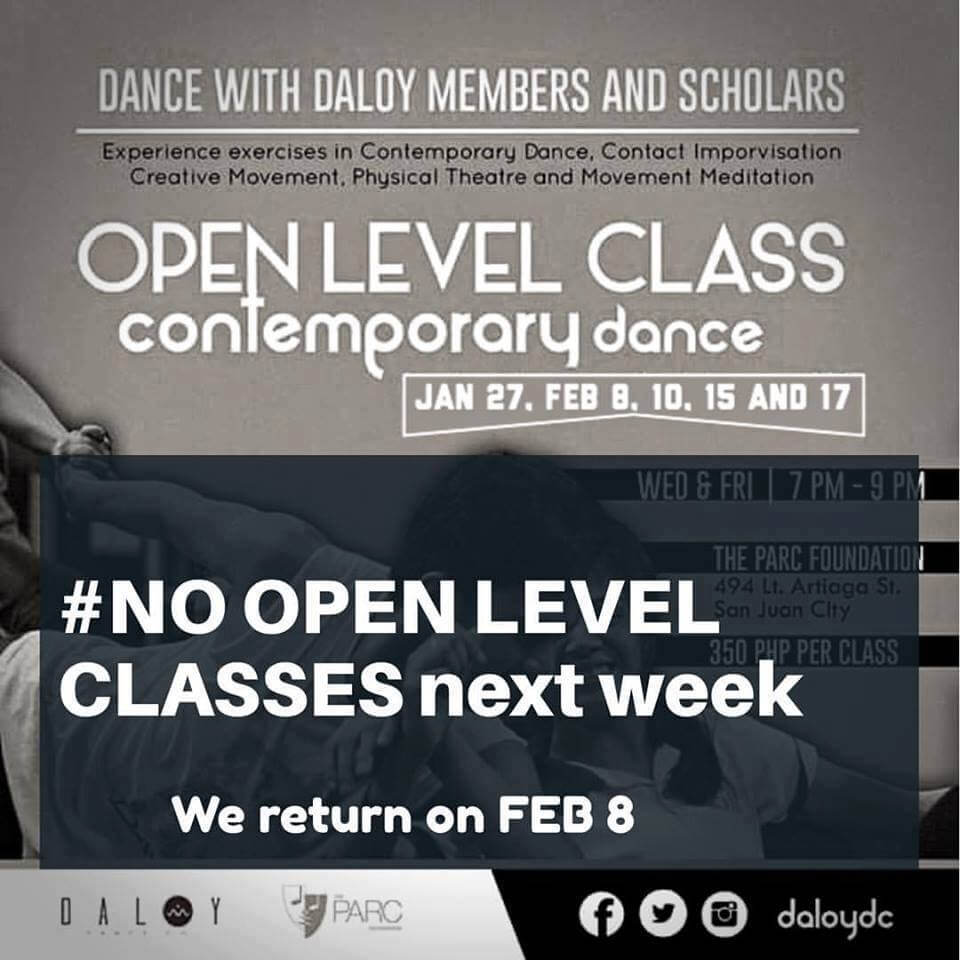 DANCE WITH DALOY MEMBERS AND SCHOLARS
Experience exercises in Contemporary Dance, Contact Imporvisation
Creative Movement, Physical Theatre and Movement Meditation
OPEN LEVEL CLASS
contemporary dance
JAN 27, FEB 8, 10, 15 AND 17
WED & FRI | 7 PM - 9 PM
THE PARC FOUNDATION
494 Lt. Artiaga St.
San Juan City
350 PHP PER CLASS
#NO OPEN LEVEL
CLASSES next week
We return on FEB 8
DALOY
THE PARC
daloydc